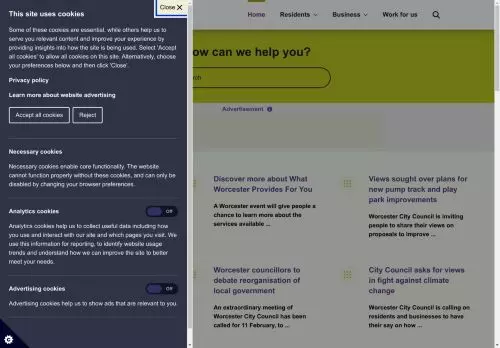 This site uses cookies
Close ✕
Some of these cookies are essential, while others help us to
serve you relevant content and improve your experience by
providing insights into how the site is being used. Select 'Accept
all cookies' to allow all cookies on this site. Alternatively, choose
your preferences below and then click 'Close'.
Privacy policy
Learn more about website advertising
Accept all cookies
Reject
Necessary cookies
Necessary cookies enable core functionality. The website
cannot function properly without these cookies, and can only be
disabled by changing your browser preferences.
Analytics cookies
Off
Analytics cookies help us to collect useful data including how
you use and interact with our site and which pages you visit. We
use this information for reporting, to identify website usage
trends and understand how we can improve the site to better
meet your needs.
Advertising cookies
Off
Advertising cookies help us to show ads that are relevant to you.
Home
Residents
Business
Work for us
ow can we help you?
rch
Advertisement
Discover more about What
Worcester Provides For You
A Worcester event will give people a
chance to learn more about the
services available ...
Views sought over plans for
new pump track and play
park improvements
Worcester City Council is inviting
people to share their views on
proposals to improve ...
Worcester councillors to
debate reorganisation of
local government
An extraordinary meeting of
Worcester City Council has been
called for 11 February, to ...
City Council asks for views
in fight against climate
change
Worcester City Council is calling on
residents and businesses to have
their say on how ...